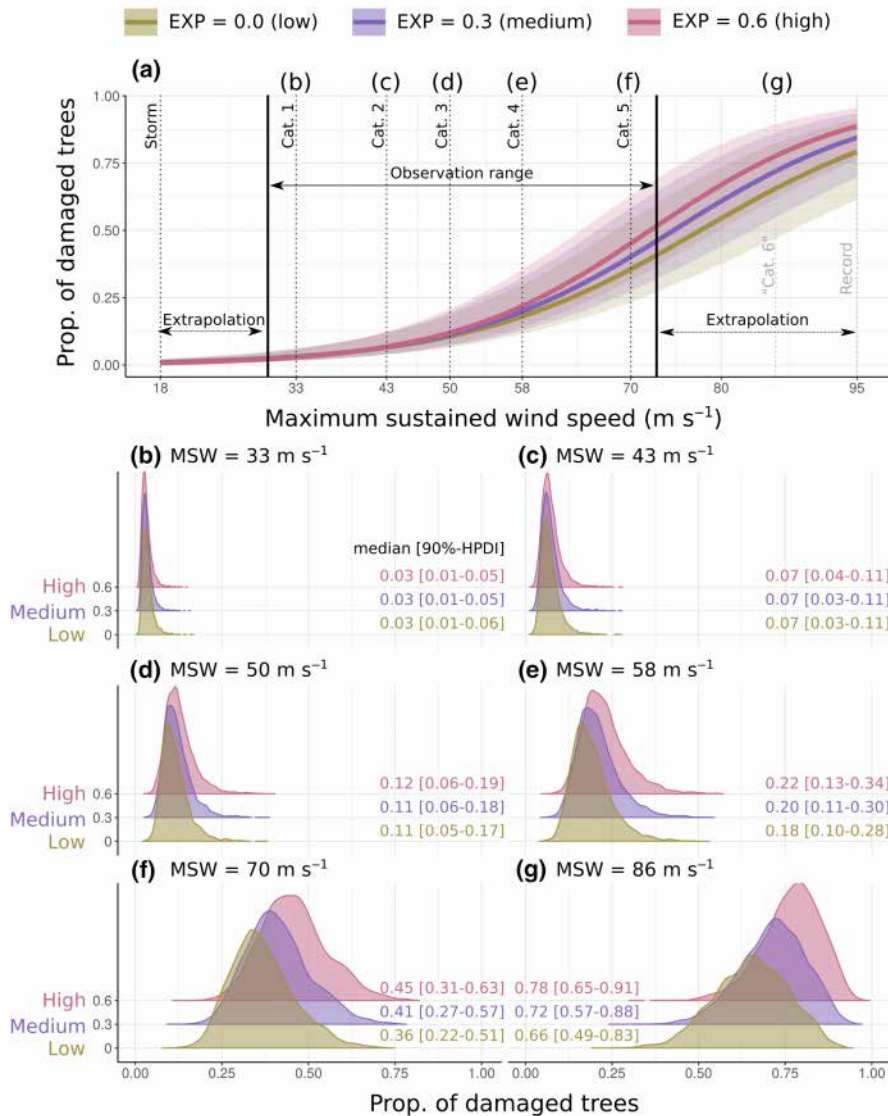 EXP = 0.0 (low) EXP = 0.3 (medium) EXP = 0.6 (high)
(a) (b) (c) (d) (e) (f) (g)
Storm Cat. 1 Cat. 2 Cat. 3 Cat. 4 Cat. 5 "Cat. 6" Record
Prop. of damaged trees
1.00
0.75
0.50
0.25
0.00
Observation range
Extrapolation Extrapolation
18 33 43 50 58 70 80 95
Maximum sustained wind speed (m s⁻¹)
(b) MSW = 33 m s⁻¹
median [90%-HPDI]
High 0.6 0.03 [0.01-0.05]
Medium 0.3 0.03 [0.01-0.05]
Low 0 0.03 [0.01-0.06]
(c) MSW = 43 m s⁻¹
0.07 [0.04-0.11]
0.07 [0.03-0.11]
0.07 [0.03-0.11]
(d) MSW = 50 m s⁻¹
High 0.6 0.12 [0.06-0.19]
Medium 0.3 0.11 [0.06-0.18]
Low 0 0.11 [0.05-0.17]
(e) MSW = 58 m s⁻¹
0.22 [0.13-0.34]
0.20 [0.11-0.30]
0.18 [0.10-0.28]
(f) MSW = 70 m s⁻¹
High 0.6 0.45 [0.31-0.63]
Medium 0.3 0.41 [0.27-0.57]
Low 0 0.36 [0.22-0.51]
(g) MSW = 86 m s⁻¹
0.78 [0.65-0.91]
0.72 [0.57-0.88]
0.66 [0.49-0.83]
0.00 0.25 0.50 0.75 1.00 0.00 0.25 0.50 0.75 1.00
Prop. of damaged trees